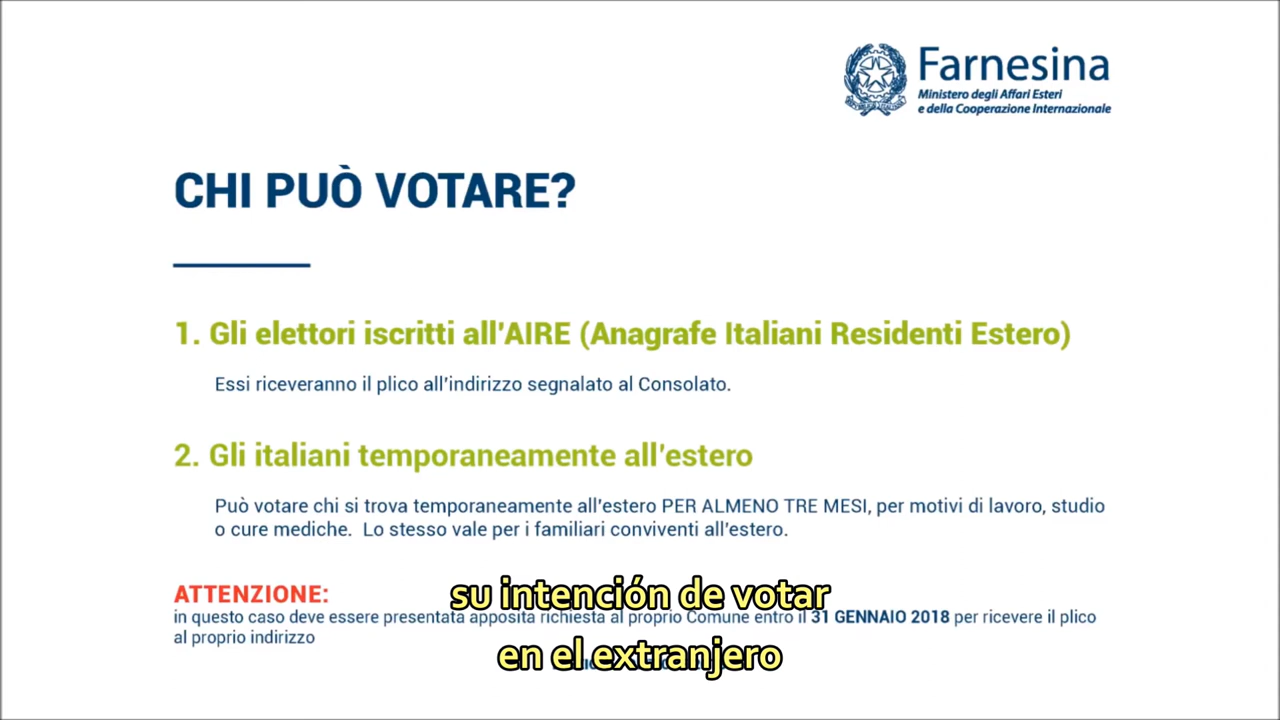 Farnesina
Ministero degli Affari Esteri
e della Cooperazione Internazionale
CHI PUÒ VOTARE?
1. Gli elettori iscritti all'AIRE (Anagrafe Italiani Residenti Estero)
Essi riceveranno il plico all'indirizzo segnalato al Consolato.
2. Gli italiani temporaneamente all'estero
Può votare chi si trova temporaneamente all'estero PER ALMENO TRE MESI, per motivi di lavoro, studio
o cure mediche. Lo stesso vale per i familiari conviventi all'estero.
ATTENZIONE:
in questo caso deve essere presentata apposita richiesta al proprio Comune entro il 31 GENNAIO 2018 per ricevere il plico
al proprio indirizzo
su intención de votar
en el extranjero